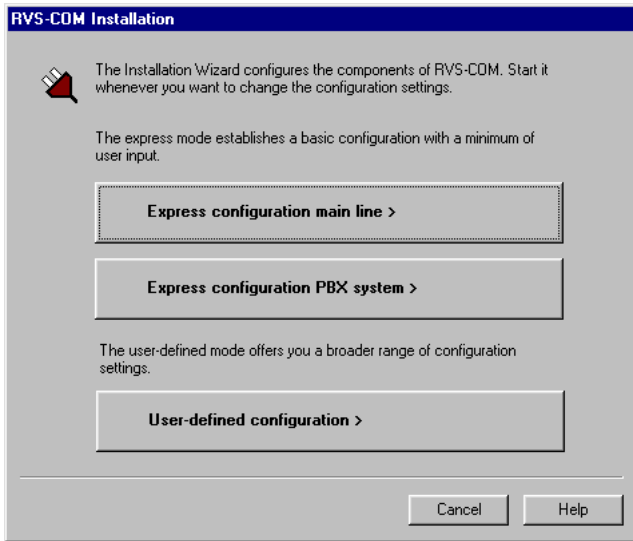 RVS-COM Installation
The Installation Wizard configures the components of RVS-COM. Start it
whenever you want to change the configuration settings.
The express mode establishes a basic configuration with a minimum of
user input.
Express configuration main line >
Express configuration PBX system >
The user-defined mode offers you a broader range of configuration
settings.
User-defined configuration >
Cancel
Help